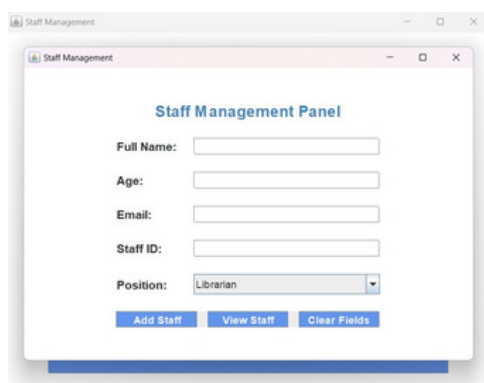 Staff Management
Staff Management
Staff Management Panel
Full Name:
Age:
Email:
Staff ID:
Position: Librarian
Add Staff View Staff Clear Fields